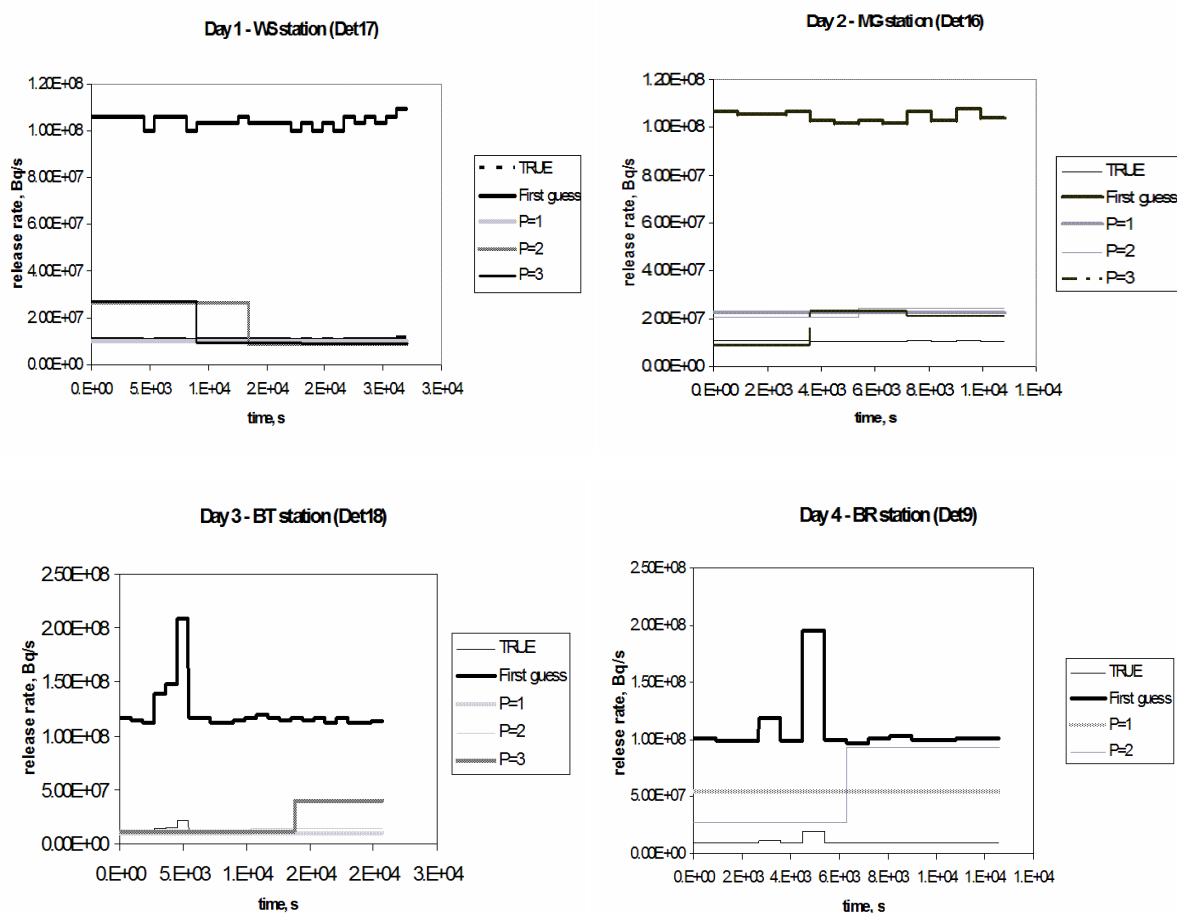 Day 1 - WS station (Det17)
1.20E+08
1.00E+08
8.00E+07
6.00E+07
4.00E+07
2.00E+07
0.00E+00
release rate, Bq/s
0.E+00 5.E+03 1.E+04 2.E+04 2.E+04 3.E+04 3.E+04
time, s
TRUE
First guess
P=1
P=2
P=3
Day 2 - MG station (Det16)
1.20E+08
1.00E+08
8.00E+07
6.00E+07
4.00E+07
2.00E+07
0.00E+00
release rate, Bq/s
0.E+00 2.E+03 4.E+03 6.E+03 8.E+03 1.E+04 1.E+04
time, s
TRUE
First guess
P=1
P=2
P=3
Day 3 - BT station (Det18)
2.50E+08
2.00E+08
1.50E+08
1.00E+08
5.00E+07
0.00E+00
release rate, Bq/s
0.E+00 5.E+03 1.E+04 2.E+04 2.E+04 3.E+04
time, s
TRUE
First guess
P=1
P=2
P=3
Day 4 - BR station (Det9)
2.50E+08
2.00E+08
1.50E+08
1.00E+08
5.00E+07
0.00E+00
relese rate, Bq/s
0.E+00 2.E+03 4.E+03 6.E+03 8.E+03 1.E+04 1.E+04 1.E+04
time, s
TRUE
First guess
P=1
P=2